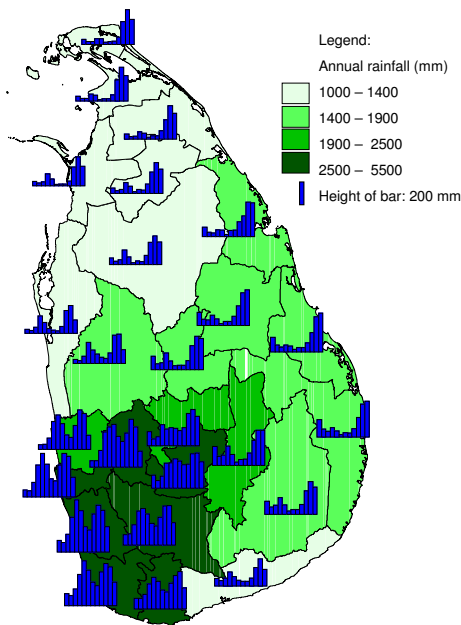 Legend:
Annual rainfall (mm)
1000 – 1400
1400 – 1900
1900 – 2500
2500 – 5500
Height of bar: 200 mm